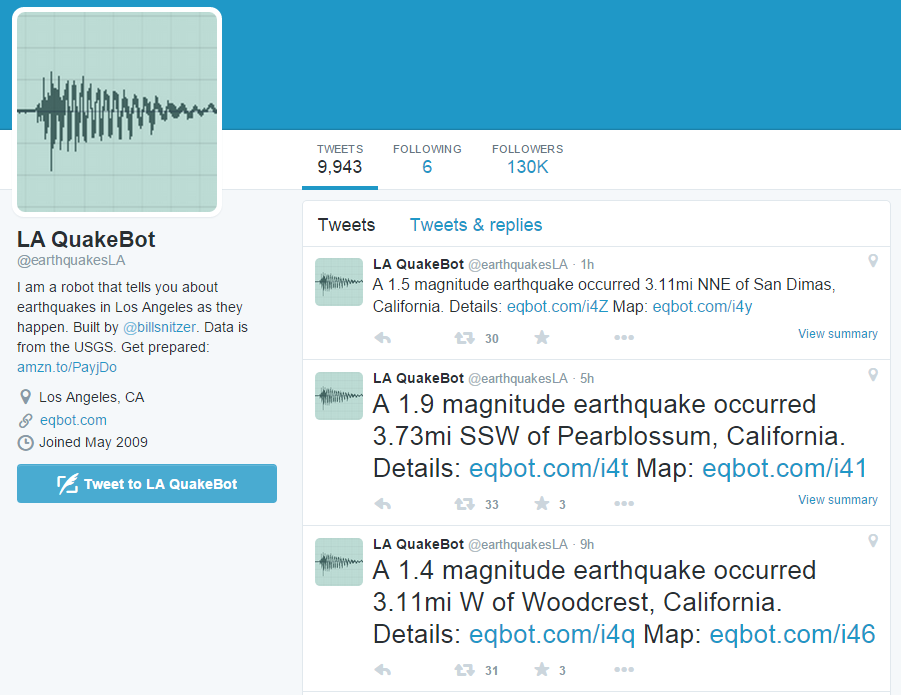 TWEETS FOLLOWING FOLLOWERS
9,943 6 130K
LA QuakeBot
@earthquakesLA
I am a robot that tells you about
earthquakes in Los Angeles as they
happen. Built by @billsnitzer. Data is
from the USGS. Get prepared:
amzn.to/PayjDo
Los Angeles, CA
eqbot.com
Joined May 2009
Tweet to LA QuakeBot
Tweets Tweets & replies
LA QuakeBot @earthquakesLA · 1h
A 1.5 magnitude earthquake occurred 3.11mi NNE of San Dimas,
California. Details: eqbot.com/i4Z Map: eqbot.com/i4y
30
View summary
LA QuakeBot @earthquakesLA · 5h
A 1.9 magnitude earthquake occurred
3.73mi SSW of Pearblossum, California.
Details: eqbot.com/i4t Map: eqbot.com/i41
33 3
View summary
LA QuakeBot @earthquakesLA · 9h
A 1.4 magnitude earthquake occurred
3.11mi W of Woodcrest, California.
Details: eqbot.com/i4q Map: eqbot.com/i46
31 3